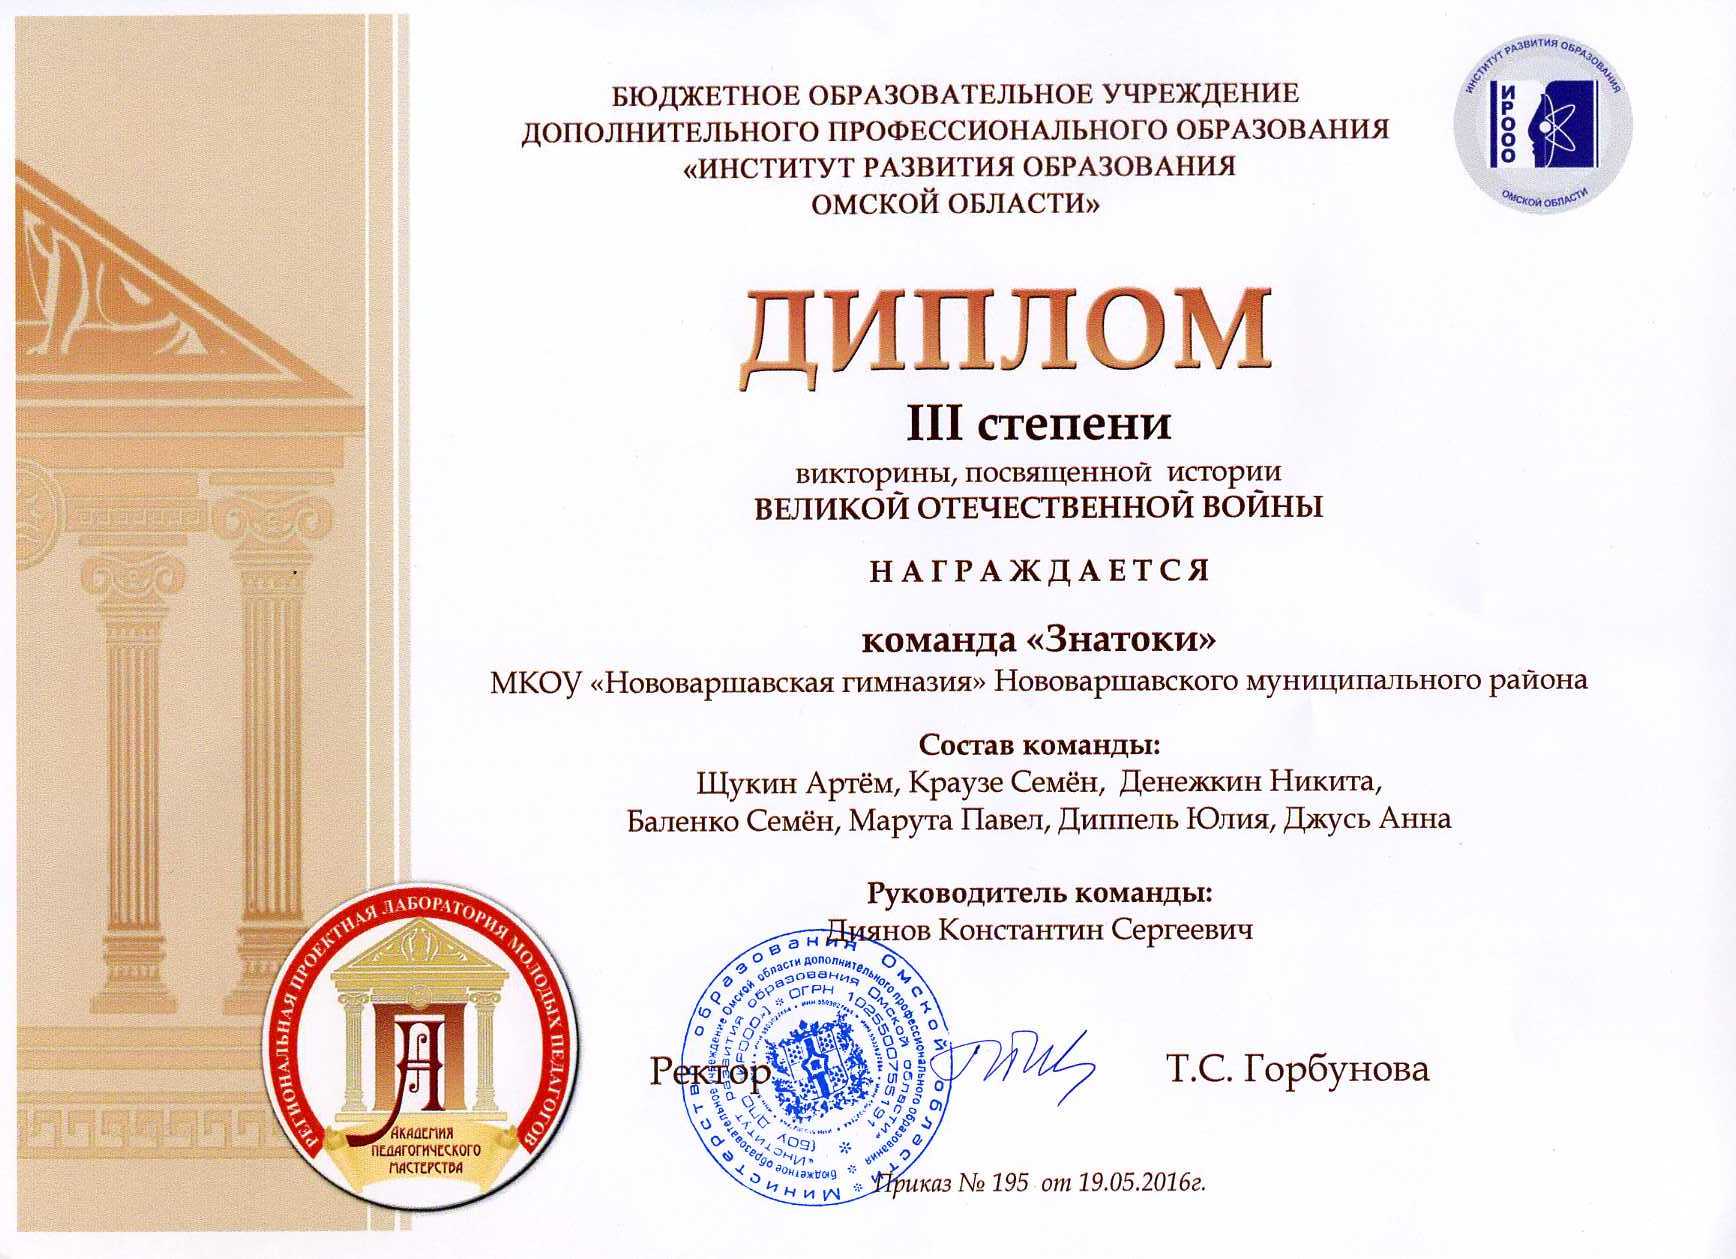 БЮДЖЕТНОЕ ОБРАЗОВАТЕЛЬНОЕ УЧРЕЖДЕНИЕ
ДОПОЛНИТЕЛЬНОГО ПРОФЕССИОНАЛЬНОГО ОБРАЗОВАНИЯ
«ИНСТИТУТ РАЗВИТИЯ ОБРАЗОВАНИЯ
ОМСКОЙ ОБЛАСТИ»
ИНСТИТУТ РАЗВИТИЯ ОБРАЗОВАНИЯ
ИРООО
ОМСКОЙ ОБЛАСТИ
ДИПЛОМ
III степени
викторины, посвященной истории
ВЕЛИКОЙ ОТЕЧЕСТВЕННОЙ ВОЙНЫ
НАГРАЖДАЕТСЯ
команда «Знатоки»
МКОУ «Нововаршавская гимназия» Нововаршавского муниципального района
Состав команды:
Щукин Артём, Краузе Семён, Денежкин Никита,
Баленко Семён, Марута Павел, Диппель Юлия, Джусь Анна
Руководитель команды:
Диянов Константин Сергеевич
РЕГИОНАЛЬНАЯ ПРОЕКТНАЯ ЛАБОРАТОРИЯ МОЛОДЫХ ПЕДАГОГОВ
АКАДЕМИЯ
ПЕДАГОГИЧЕСКОГО
МАСТЕРСТВА
Министерство образования Омской области
бюджетное образовательное учреждение Омской области дополнительного профессионального образования
«Институт развития образования Омской области»
(БОУ ДПО «ИРООО») * ОГРН 1025500755191
Ректор
Т.С. Горбунова
Приказ № 195 от 19.05.2016г.